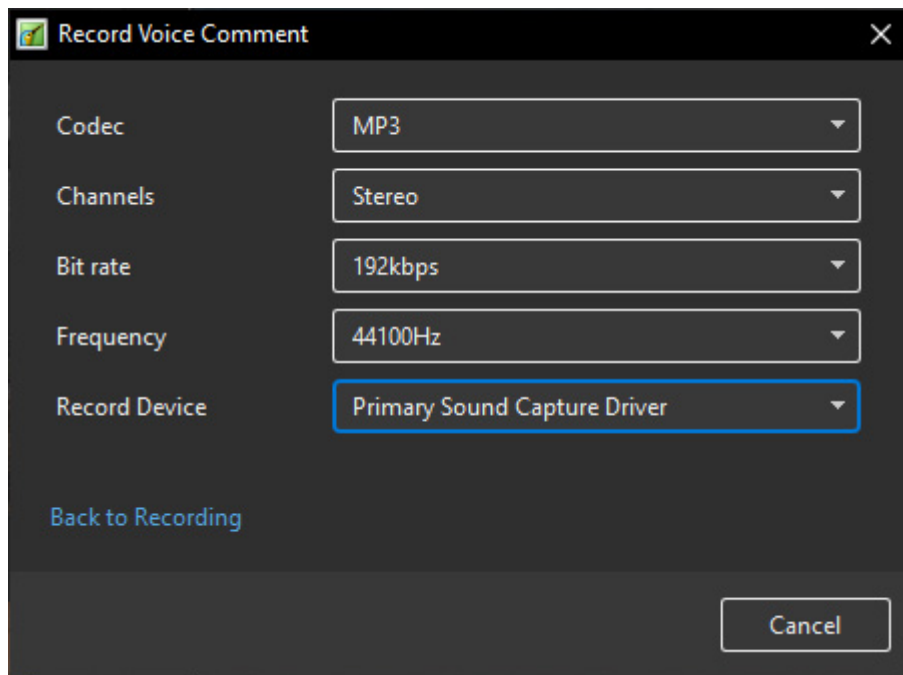 Record Voice Comment
Codec MP3
Channels Stereo
Bit rate 192kbps
Frequency 44100Hz
Record Device Primary Sound Capture Driver
Back to Recording
Cancel